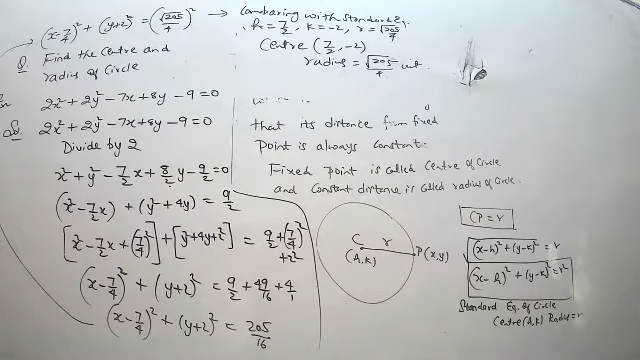 (x-7/4)² + (y+2)² = (√205/4)² → Comparing with Standard Eq.
h = 7/2, k = -2, r = √205/4
Centre (7/2, -2)
radius = √205/4 unit.
Q. Find the Centre and
radius of Circle
2x² + 2y² - 7x + 8y - 9 = 0
2x² + 2y² - 7x + 8y - 9 = 0
Divide by 2
x² + y² - 7/2 x + 8/2 y - 9/2 = 0
(x² - 7/2 x) + (y² + 4y) = 9/2
[x² - 7/2 x + (7/4)²] + [y² + 4y + 2²] = 9/2 + (7/4)² + 2²
(x - 7/4)² + (y+2)² = 9/2 + 49/16 + 4/1
(x - 7/4)² + (y+2)² = 205/16
that its distance from fixed
point is always constant.
Fixed point is called Centre of Circle
and Constant distance is called radius of Circle.
C r P(x,y)
(h,k)
CP = r
√(x-h)² + (y-k)² = r
(x-h)² + (y-k)² = r²
Standard Eq. of Circle
Centre (h,k) Radius = r